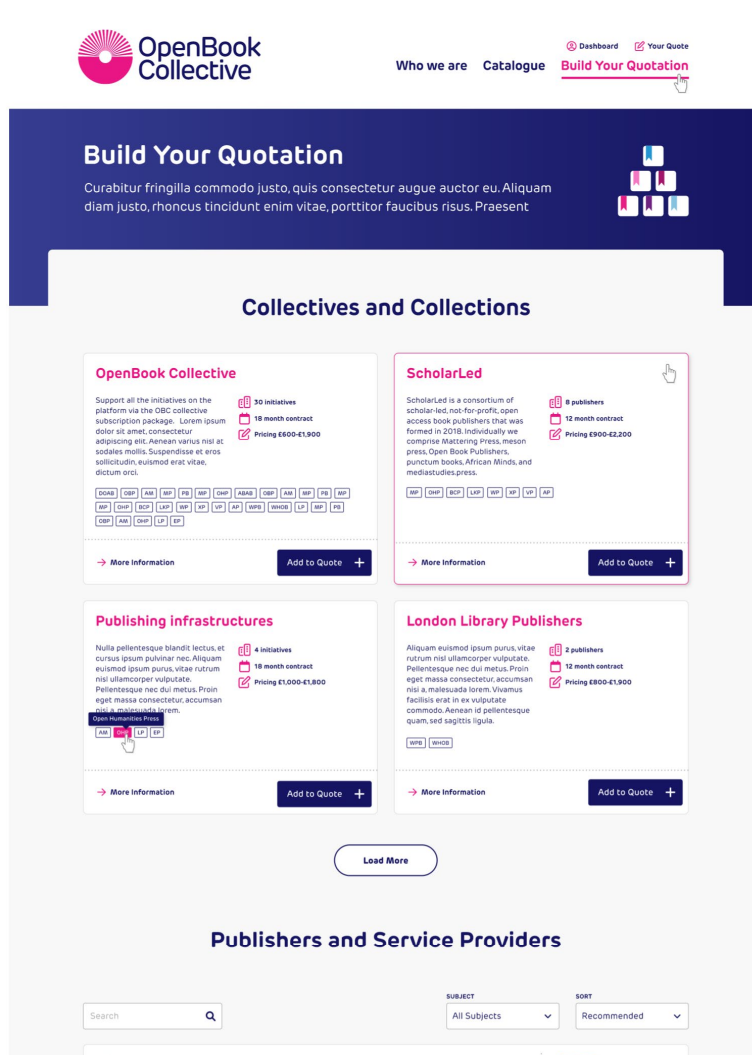 OpenBook
Collective
Dashboard
Your Quote
Who we are
Catalogue
Build Your Quotation
Build Your Quotation
Curabitur fringilla commodo justo, quis consectetur augue auctor eu. Aliquam
diam justo, rhoncus tincidunt enim vitae, porttitor faucibus risus. Praesent
Collectives and Collections
OpenBook Collective
Support all the initiatives on the
platform via the OBC collective
subscription package. Lorem ipsum
dolor sit amet, consectetur
adipiscing elit. Aenean varius nisl at
sodales mollis. Suspendisse et eros
sollicitudin, euismod erat vitae,
dictum orci.
30 initiatives
18 month contract
Pricing £600-£1,900
DOAB OBP AM MP PB MP OHP ABAB OBP AM MP PB MP
MP OHP BCP LKP WP XP VP AP WPB WHOB LP MP PB
OBP AM OHP LP EP
More Information
Add to Quote +
ScholarLed
ScholarLed is a consortium of
scholar-led, not-for-profit, open
access book publishers that was
formed in 2018. Individually we
comprise Mattering Press, meson
press, Open Book Publishers,
punctum books, African Minds, and
mediastudies.press.
8 publishers
12 month contract
Pricing £900-£2,200
MP OHP BCP LKP WP XP VP AP
More Information
Add to Quote +
Publishing infrastructures
Nulla pellentesque blandit lectus, et
cursus ipsum pulvinar nec. Aliquam
euismod ipsum purus, vitae rutrum
nisl ullamcorper vulputate.
Pellentesque nec dui metus. Proin
eget massa consectetur, accumsan
nisi a, malesuada lorem.
4 initiatives
18 month contract
Pricing £1,000-£1,800
Open Humanities Press
AM OHP LP EP
More Information
Add to Quote +
London Library Publishers
Aliquam euismod ipsum purus, vitae
rutrum nisl ullamcorper vulputate.
Pellentesque nec dui metus. Proin
eget massa consectetur, accumsan
nisi a, malesuada lorem. Vivamus
facilisis erat in ex vulputate
commodo. Aenean id pellentesque
quam, sed sagittis ligula.
2 publishers
12 month contract
Pricing £800-£1,900
WPB WHOB
More Information
Add to Quote +
Load More
Publishers and Service Providers
SUBJECT
SORT
Search
All Subjects
Recommended